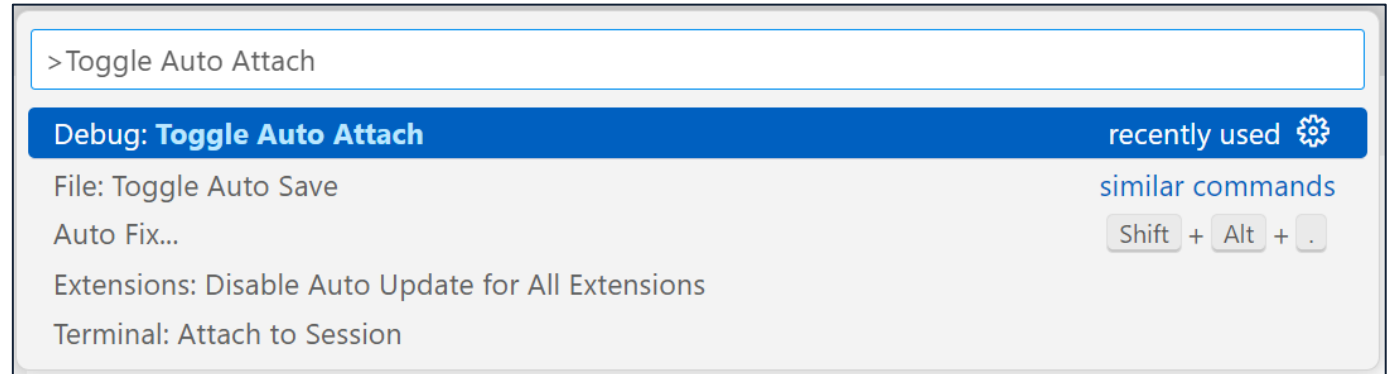 >Toggle Auto Attach
Debug: Toggle Auto Attach recently used
File: Toggle Auto Save similar commands
Auto Fix... Shift + Alt + .
Extensions: Disable Auto Update for All Extensions
Terminal: Attach to Session